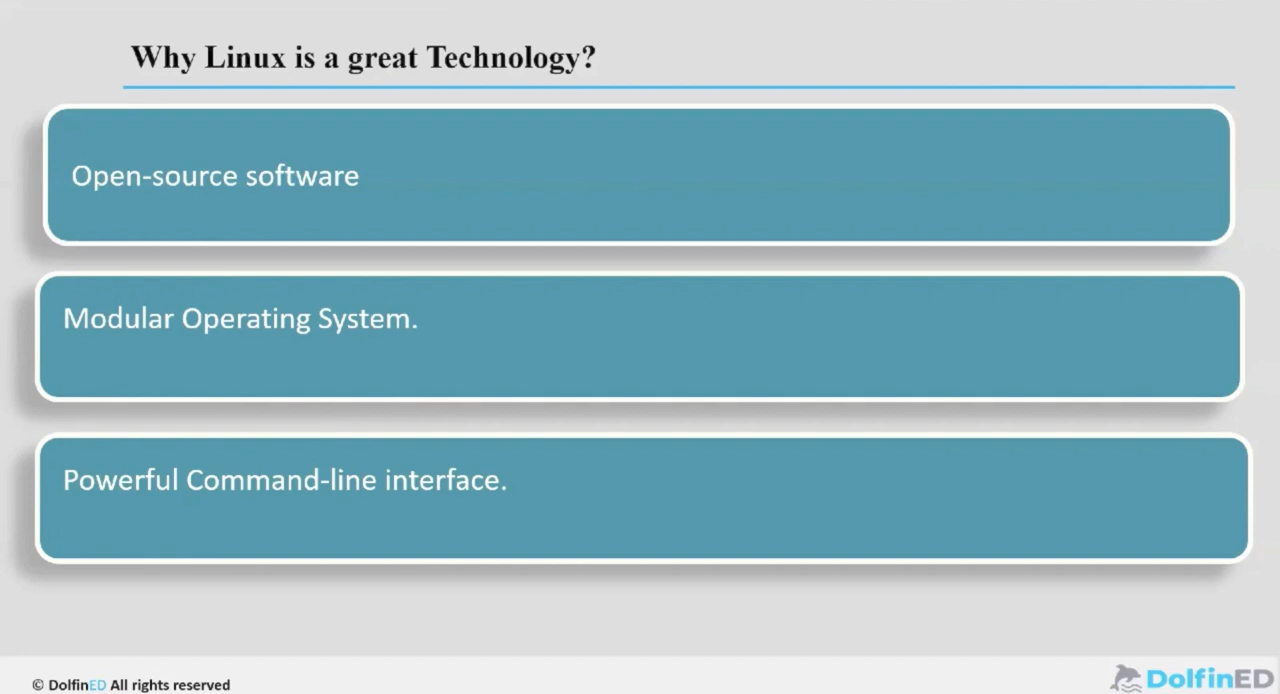 Why Linux is a great Technology?
Open-source software
Modular Operating System.
Powerful Command-line interface.
© DolfinED All rights reserved
DolfinED